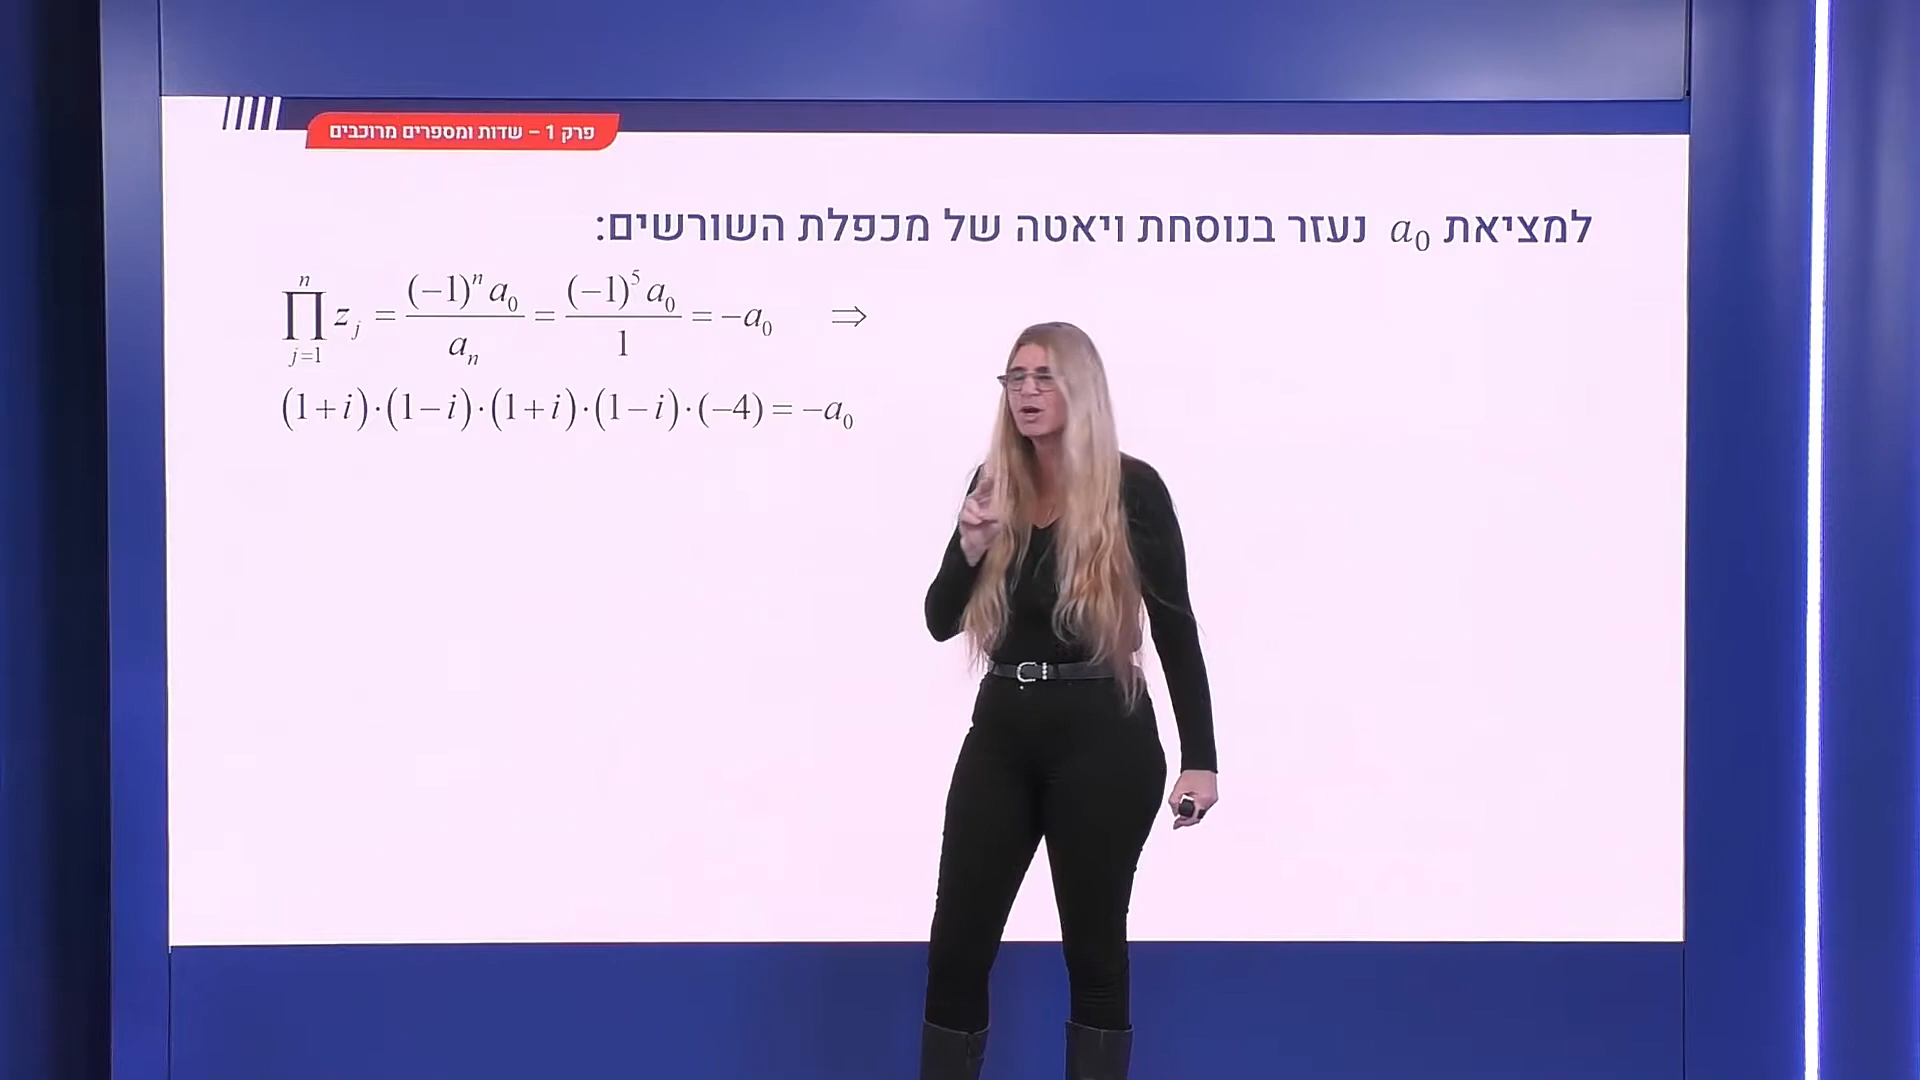 פרק 1 – שדות ומספרים מרוכבים
למציאת a₀ נעזר בנוסחת ויאטה של מכפלת השורשים:
∏_{j=1}^{n} z_j = (−1)ⁿ a₀ / a_n = (−1)⁵ a₀ / 1 = −a₀ ⇒
(1+i)·(1−i)·(1+i)·(1−i)·(−4) = −a₀